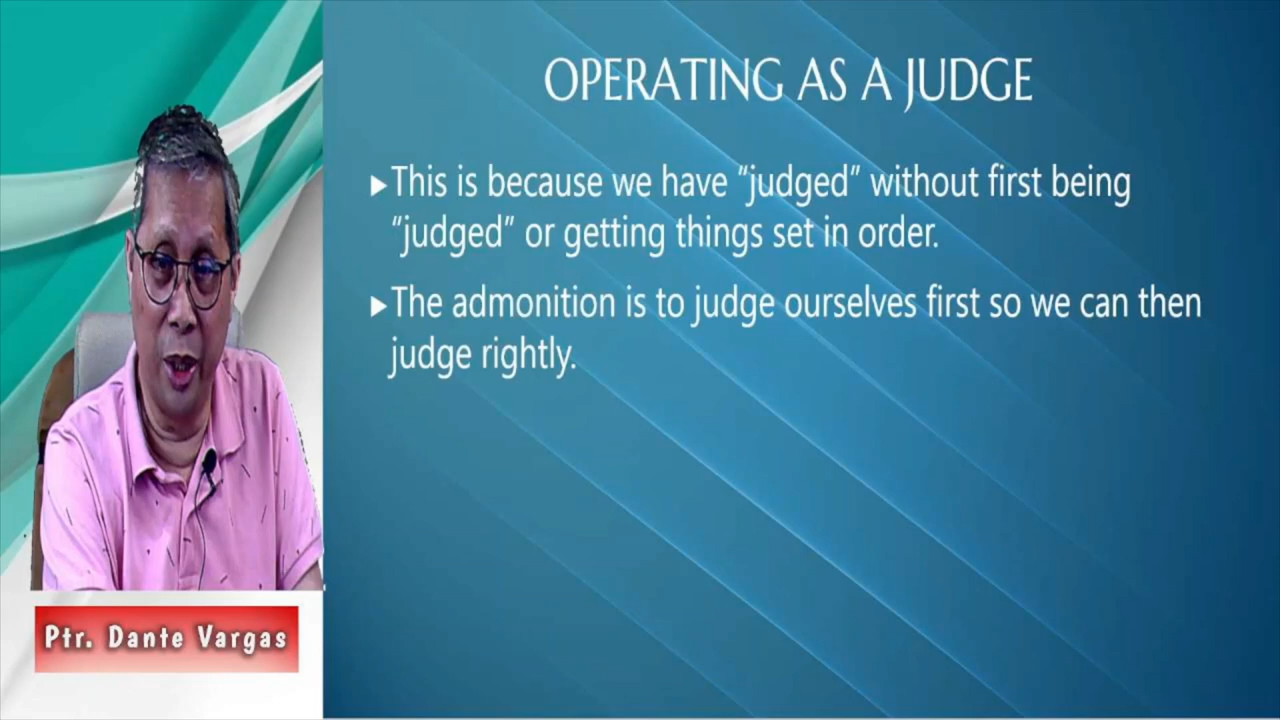 OPERATING AS A JUDGE
▶This is because we have “judged” without first being
“judged” or getting things set in order.
▶The admonition is to judge ourselves first so we can then
judge rightly.
Ptr. Dante Vargas